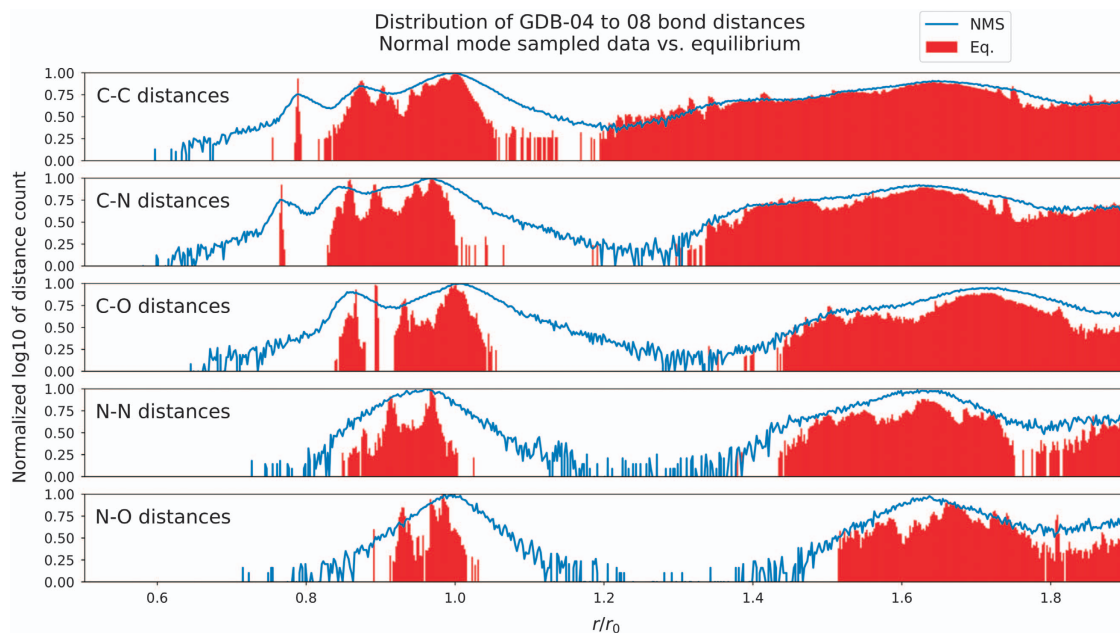 Distribution of GDB-04 to 08 bond distances
Normal mode sampled data vs. equilibrium
NMS
Eq.
Normalized log10 of distance count
1.00
0.75
0.50
0.25
0.00
C-C distances
1.00
0.75
0.50
0.25
0.00
C-N distances
1.00
0.75
0.50
0.25
0.00
C-O distances
1.00
0.75
0.50
0.25
0.00
N-N distances
1.00
0.75
0.50
0.25
0.00
N-O distances
0.6 0.8 1.0 1.2 1.4 1.6 1.8
r/r₀